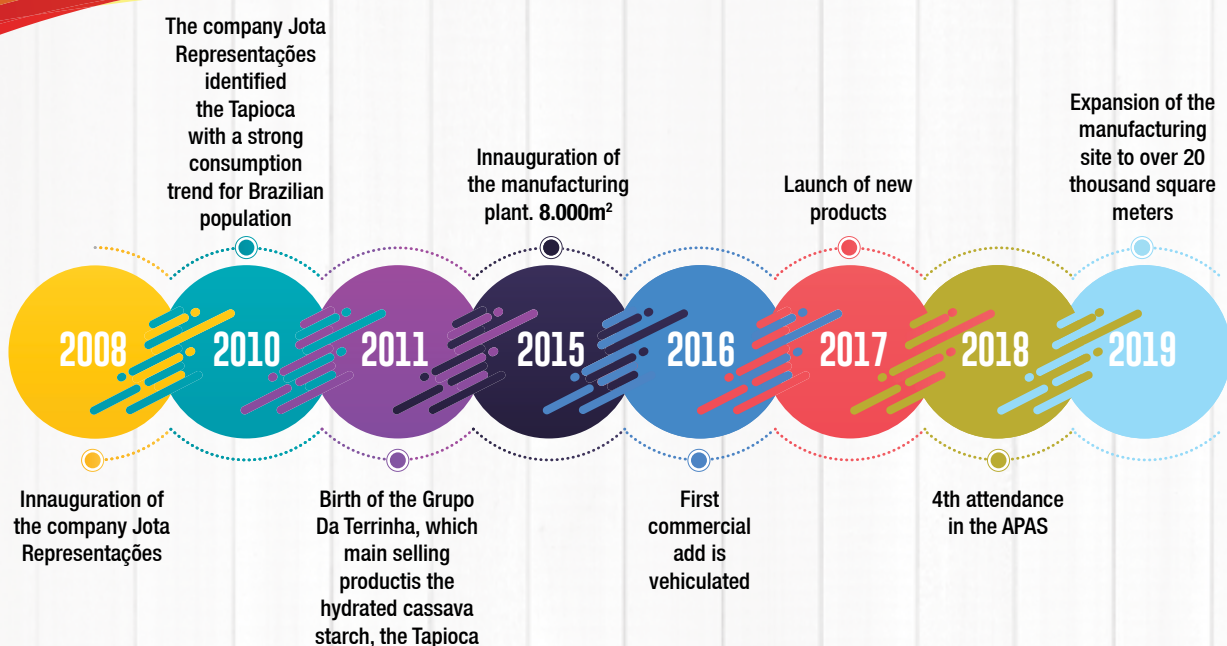 The company Jota
Representações
identified
the Tapioca
with a strong
consumption
trend for Brazilian
population
Innauguration of
the manufacturing
plant. 8.000m²
Launch of new
products
Expansion of the
manufacturing
site to over 20
thousand square
meters
2008
2010
2011
2015
2016
2017
2018
2019
Innauguration of
the company Jota
Representações
Birth of the Grupo
Da Terrinha, which
main selling
productis the
hydrated cassava
starch, the Tapioca
First
commercial
add is
vehiculated
4th attendance
in the APAS